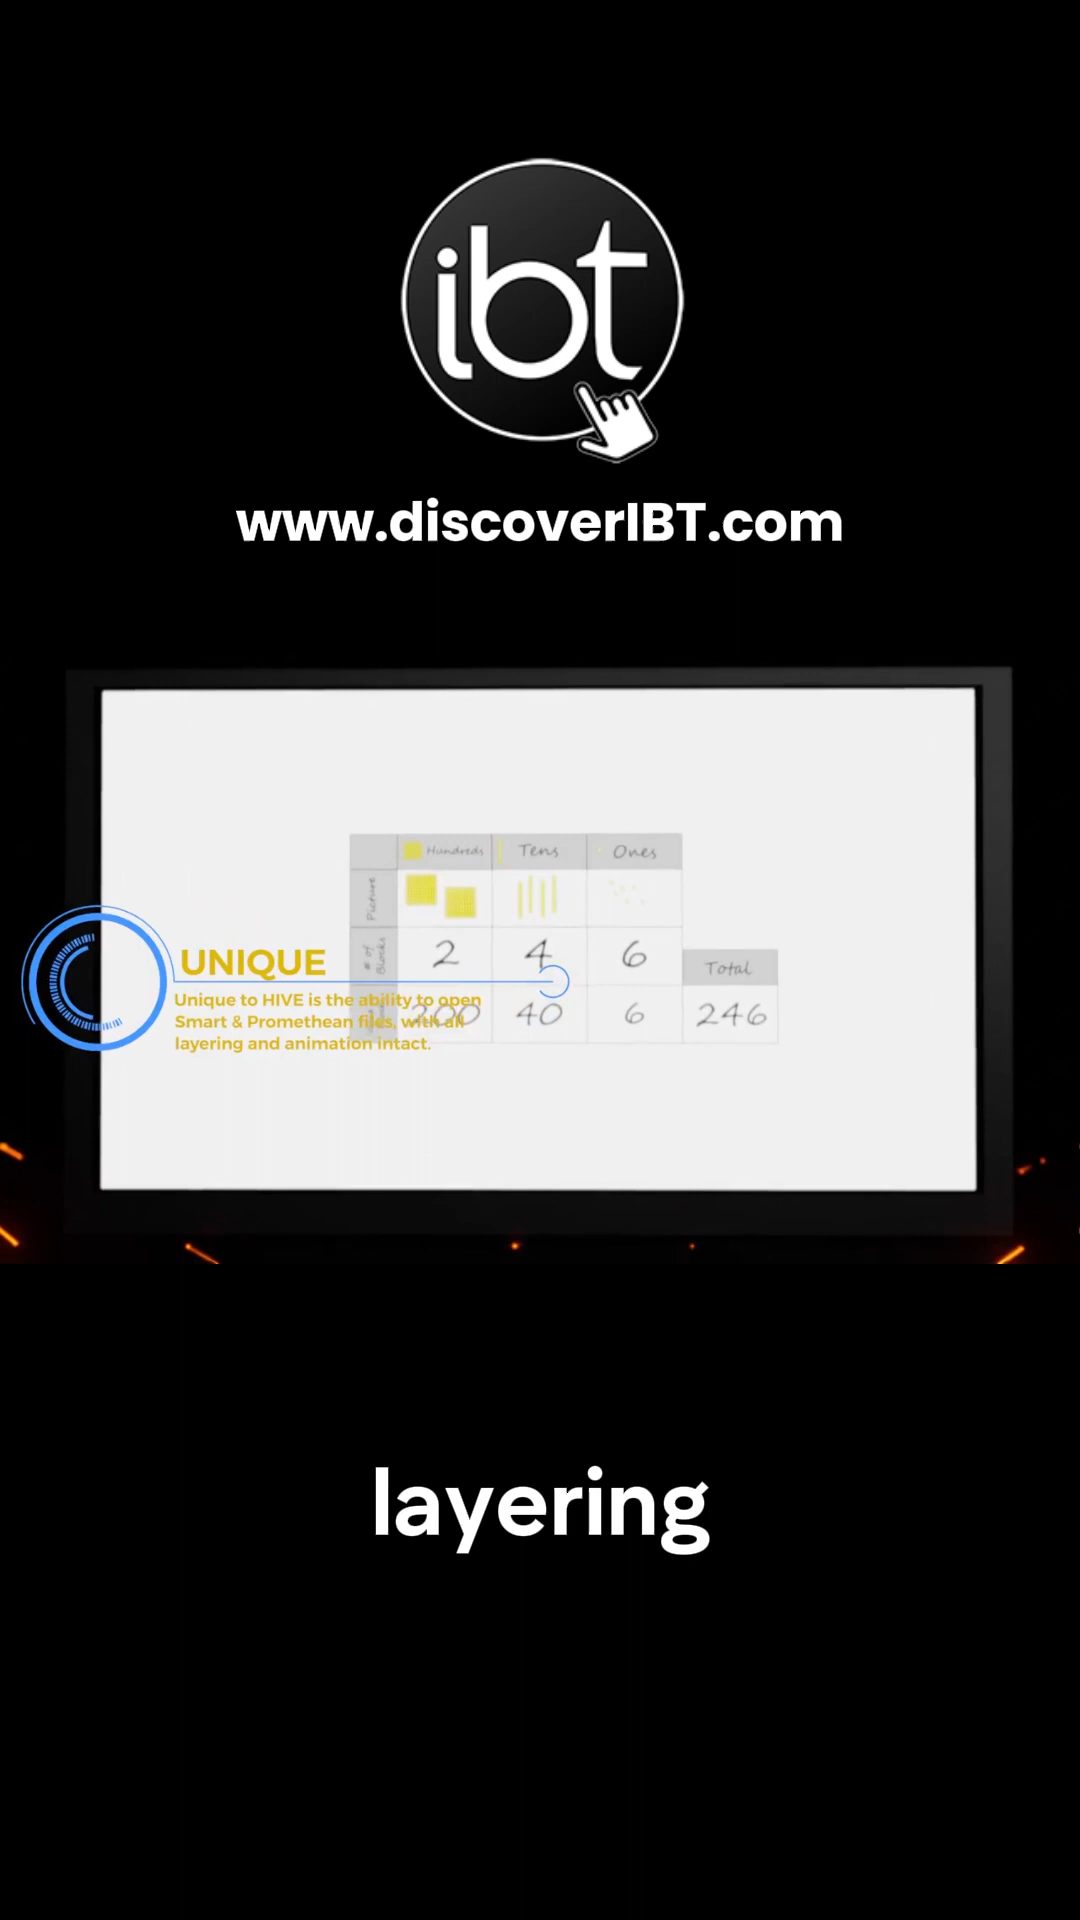 ibt
www.discoverIBT.com
Hundreds Tens Ones
Picture
# of Blocks 2 4 6
Total
200 40 6 246
UNIQUE
Unique to HIVE is the ability to open
Smart & Promethean files, with all
layering and animation intact.
layering